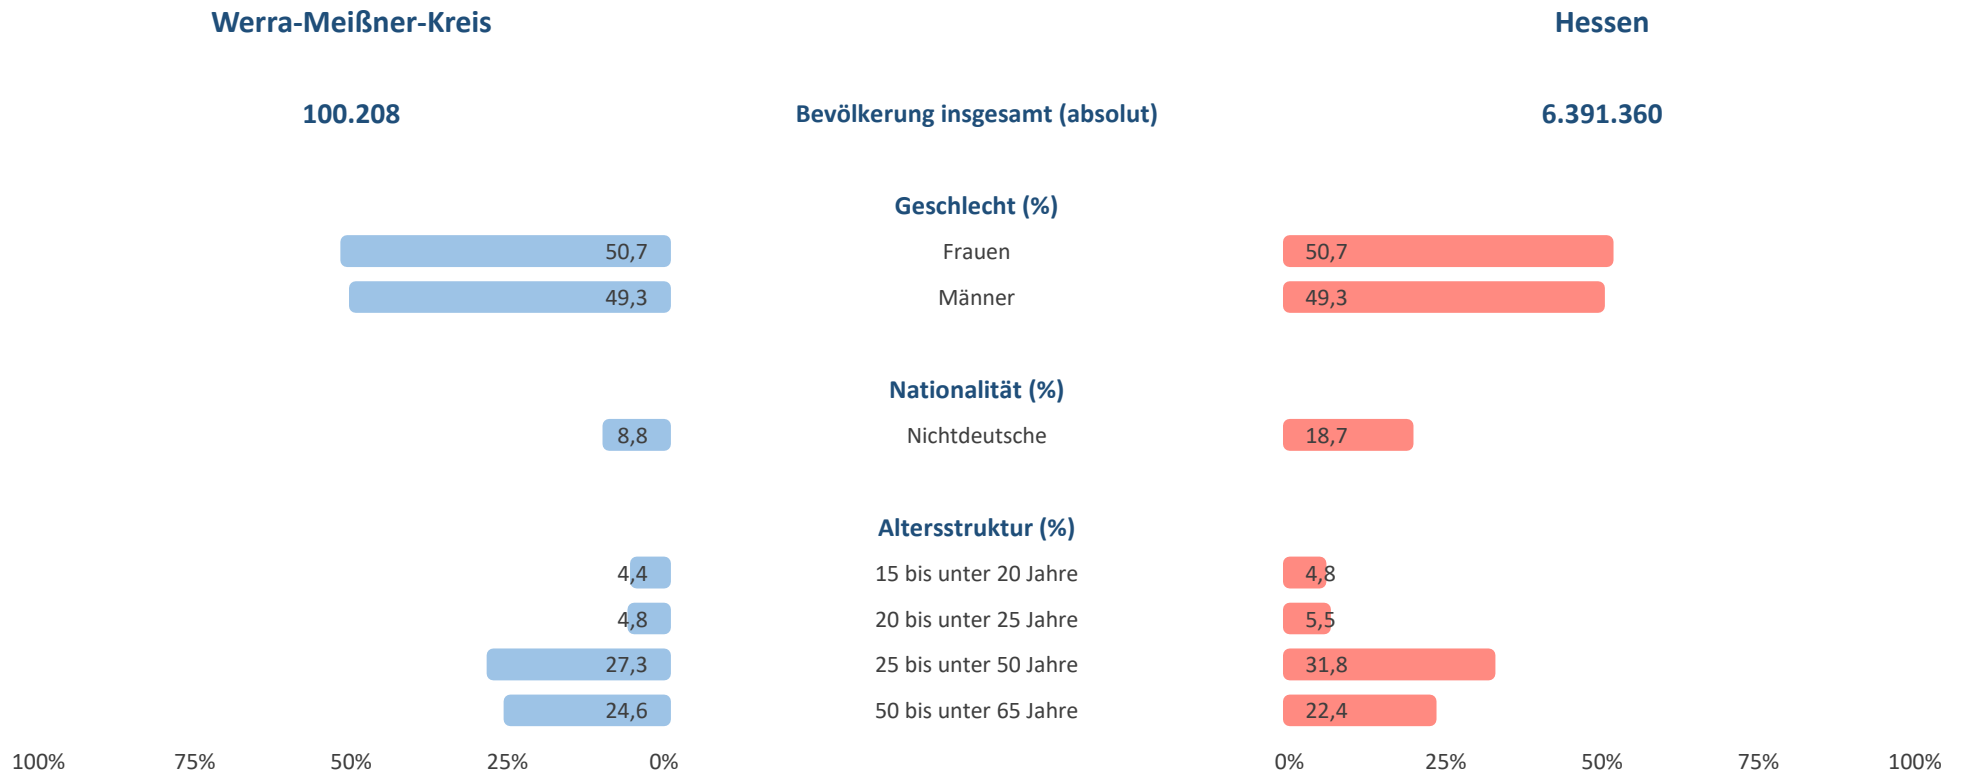 Werra-Meißner-Kreis Hessen
100.208 Bevölkerung insgesamt (absolut) 6.391.360
Geschlecht (%)
50,7 Frauen 50,7
49,3 Männer 49,3
Nationalität (%)
8,8 Nichtdeutsche 18,7
Altersstruktur (%)
4,4 15 bis unter 20 Jahre 4,8
4,8 20 bis unter 25 Jahre 5,5
27,3 25 bis unter 50 Jahre 31,8
24,6 50 bis unter 65 Jahre 22,4
100% 75% 50% 25% 0% 0% 25% 50% 75% 100%